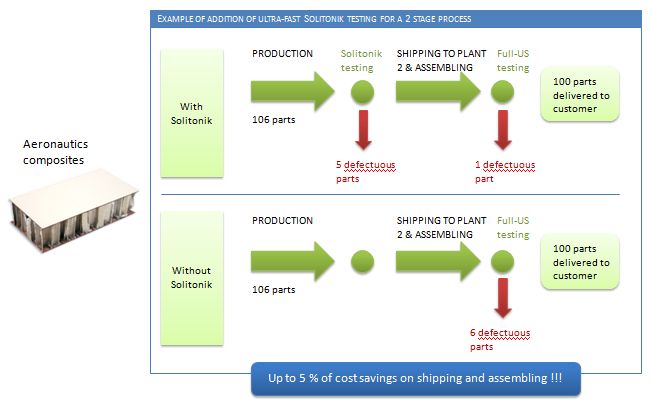 EXAMPLE OF ADDITION OF ULTRA-FAST SOLITONIK TESTING FOR A 2 STAGE PROCESS
Aeronautics
composites
With
Solitonik
PRODUCTION
106 parts
Solitonik
testing
5 defectuous
parts
SHIPPING TO PLANT
2 & ASSEMBLING
Full-US
testing
1 defectuous
part
100 parts
delivered to
customer
Without
Solitonik
PRODUCTION
106 parts
SHIPPING TO PLANT
2 & ASSEMBLING
Full-US
testing
6 defectuous
parts
100 parts
delivered to
customer
Up to 5 % of cost savings on shipping and assembling !!!